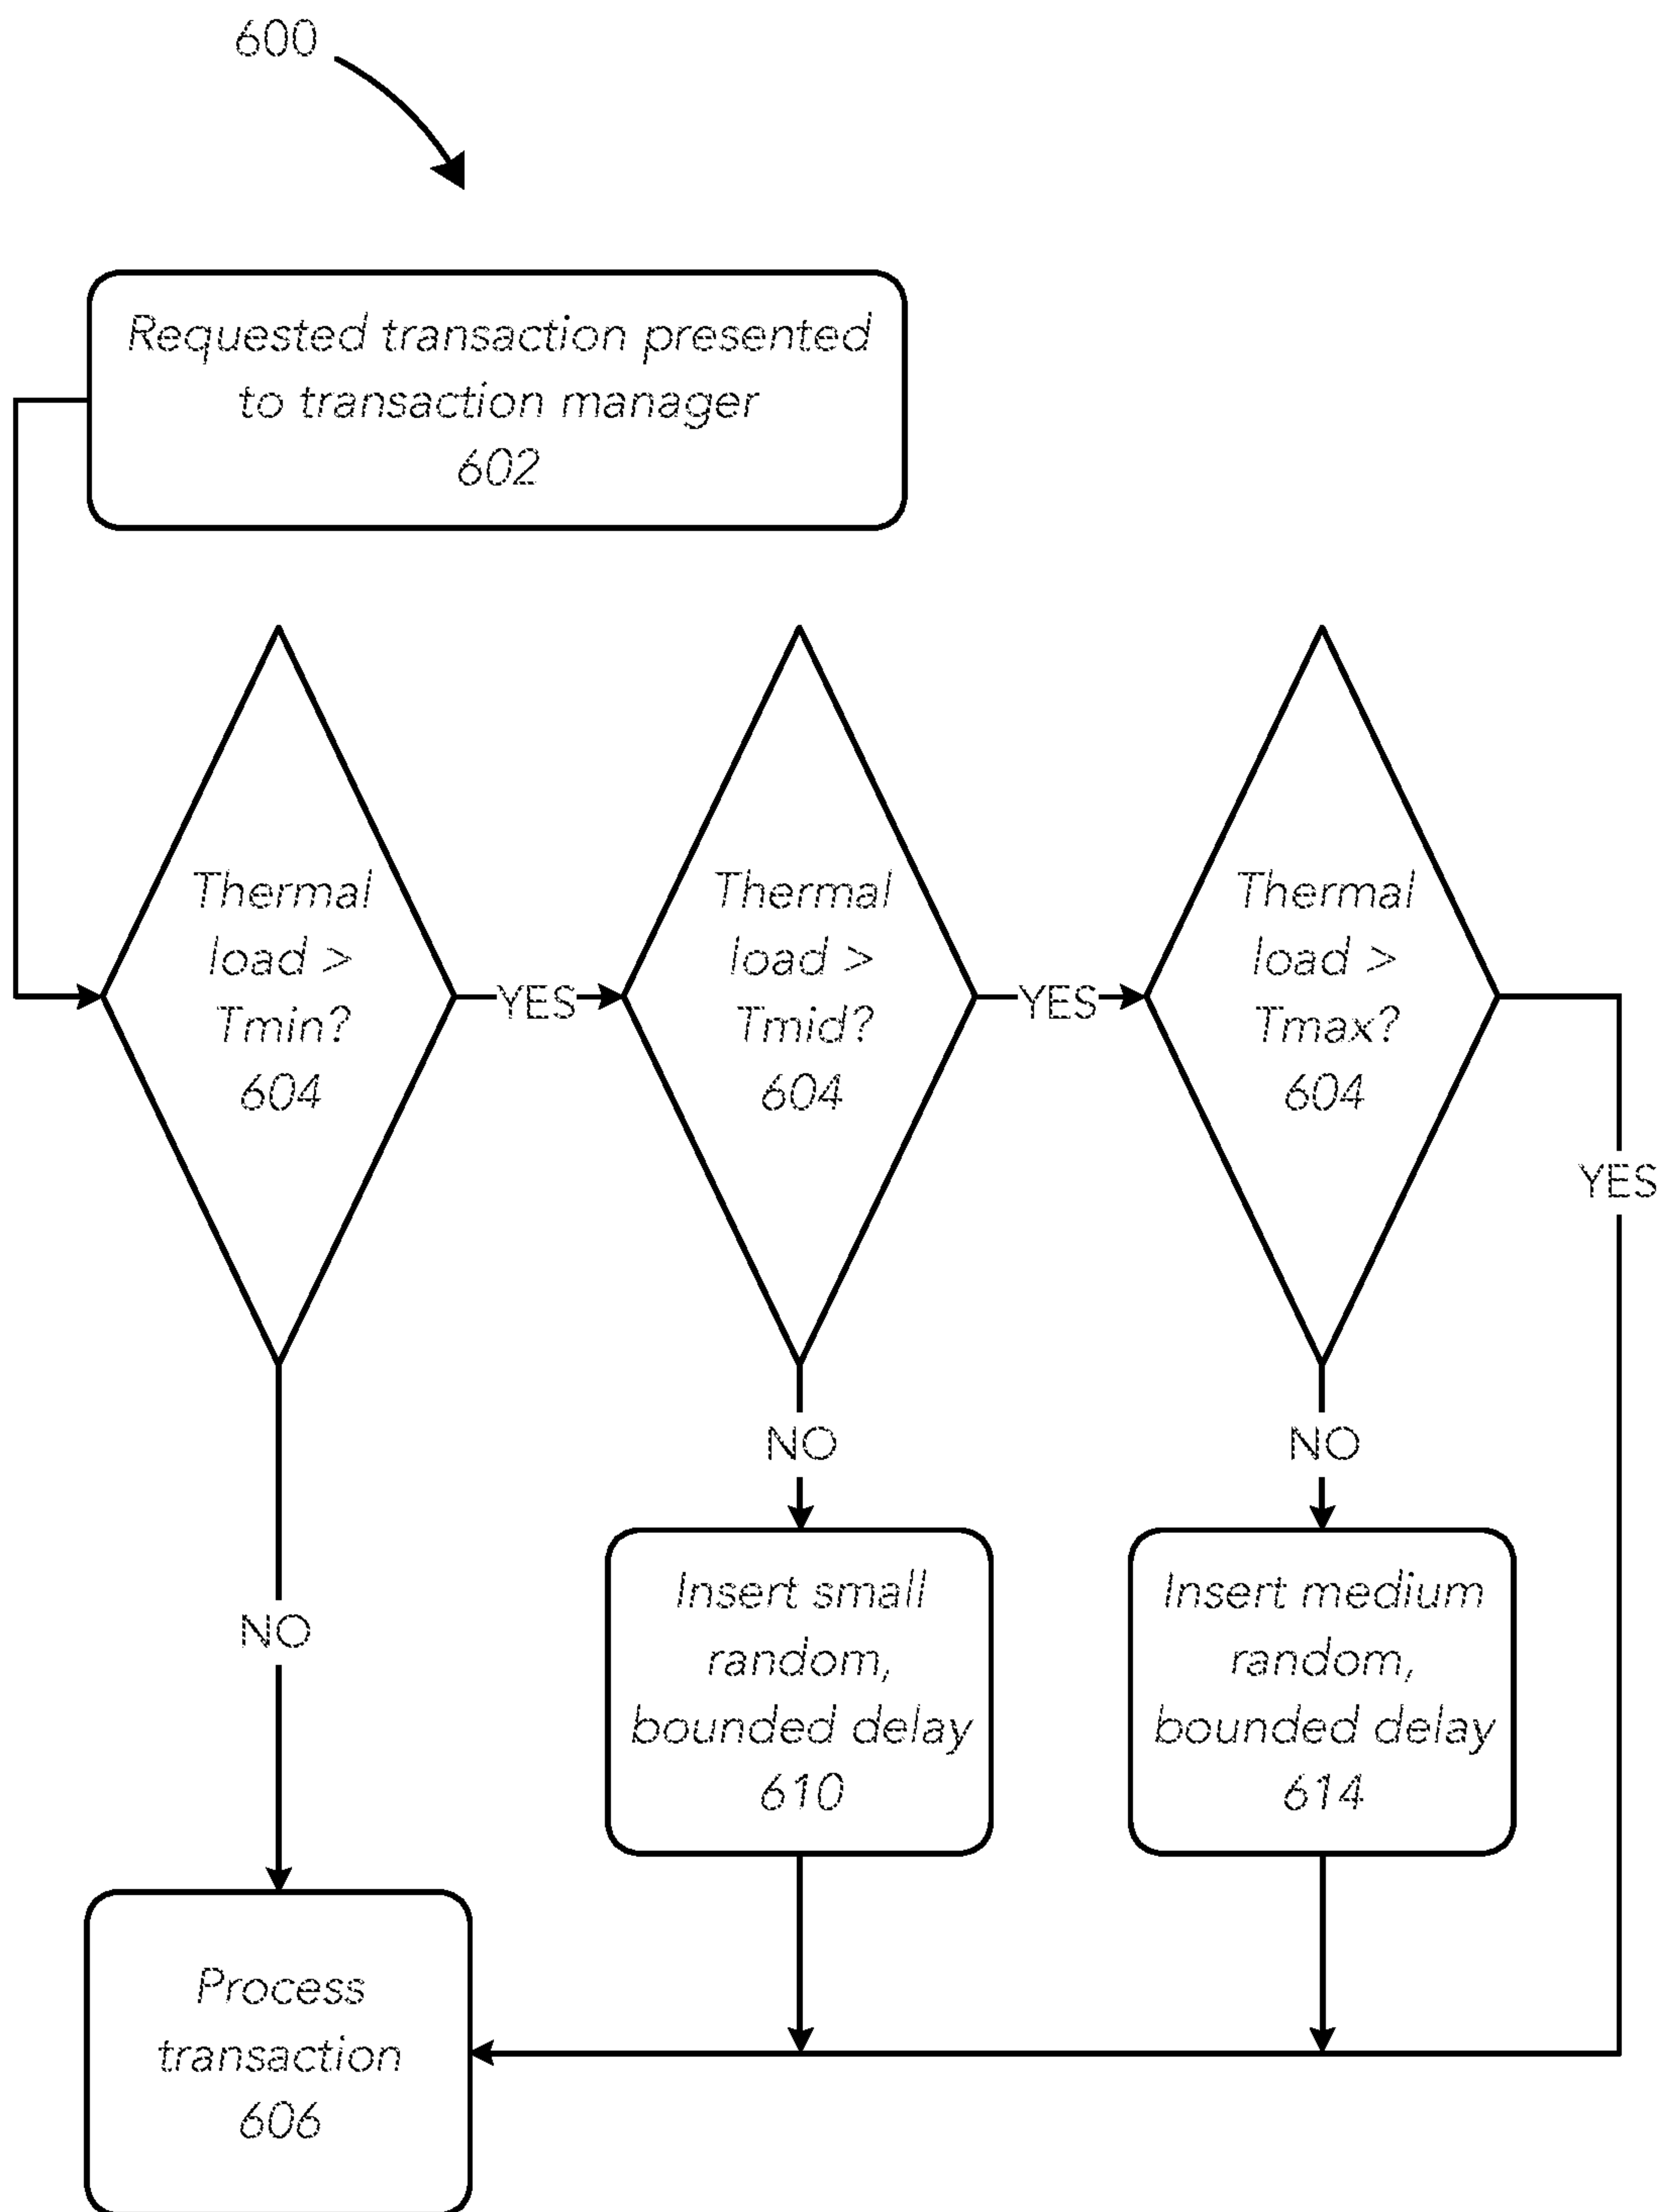 600
Requested transaction presented
to transaction manager
602
Thermal
load >
Tmin?
604
YES
Thermal
load >
Tmid?
604
YES
Thermal
load >
Tmax?
604
YES
NO
NO
NO
Insert small
random,
bounded delay
610
Insert medium
random,
bounded delay
614
Process
transaction
606